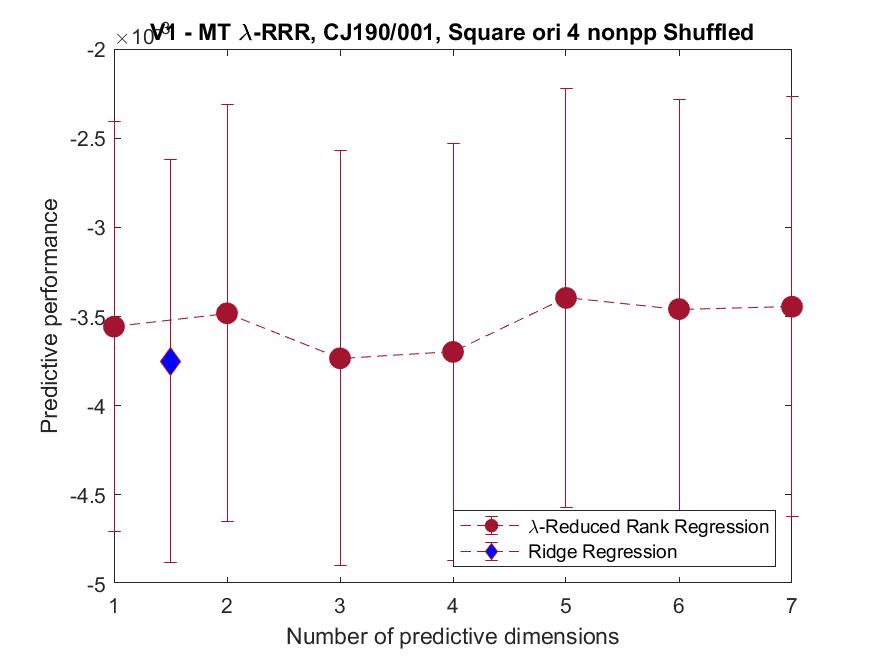 ×10⁻³
V1 - MT λ-RRR, CJ190/001, Square ori 4 nonpp Shuffled
-2
-2.5
-3
-3.5
-4
-4.5
-5
Predictive performance
λ-Reduced Rank Regression
Ridge Regression
1 2 3 4 5 6 7
Number of predictive dimensions